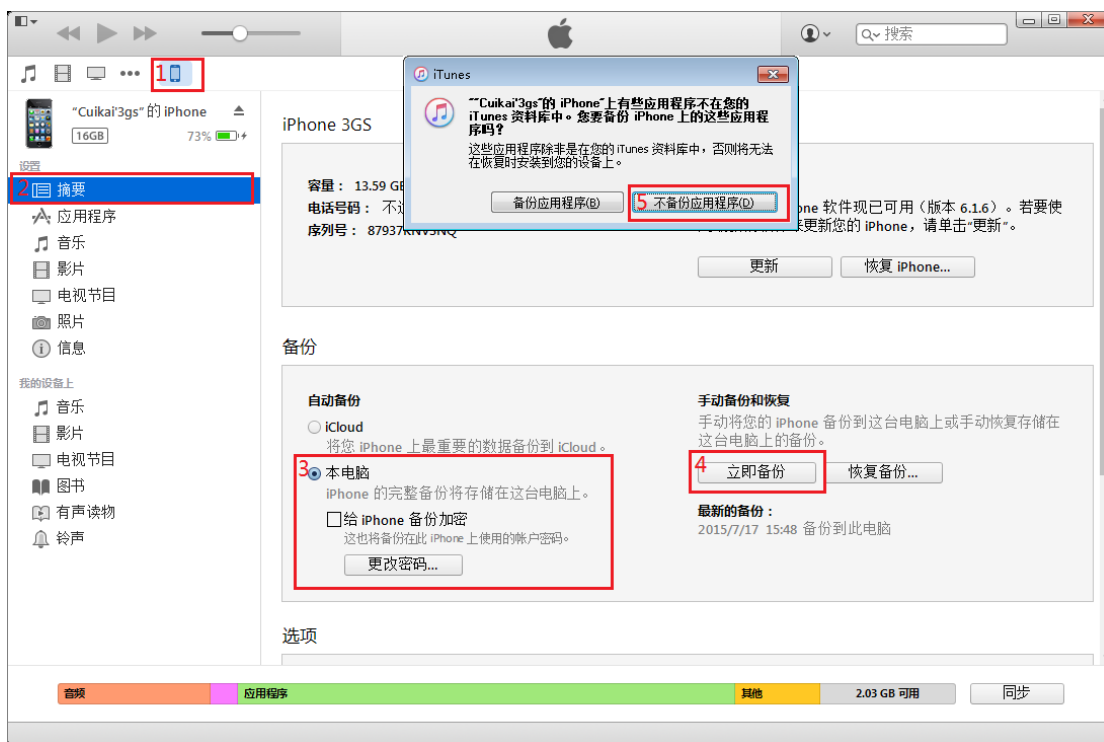 搜索
1
"Cuikai'3gs"的 iPhone
16GB
73%
设置
2 摘要
应用程序
音乐
影片
电视节目
照片
信息
我的设备上
音乐
影片
电视节目
图书
有声读物
铃声
iPhone 3GS
容量： 13.59 GB
电话号码： 不
序列号： 87937
one 软件现已可用（版本 6.1.6）。若要使
更新您的 iPhone，请单击“更新”。
更新
恢复 iPhone...
iTunes
““Cuikai'3gs”的 iPhone”上有些应用程序不在您的
iTunes 资料库中。您要备份 iPhone 上的这些应用程
序吗？
这些应用程序除非是在您的 iTunes 资料库中，否则将无法
在恢复时安装到您的设备上。
备份应用程序(B)
5 不备份应用程序(D)
备份
自动备份
iCloud
将您 iPhone 上最重要的数据备份到 iCloud。
3 本电脑
iPhone 的完整备份将存储在这台电脑上。
给 iPhone 备份加密
这也将备份在此 iPhone 上使用的帐户密码。
更改密码...
手动备份和恢复
手动将您的 iPhone 备份到这台电脑上或手动恢复存储在
这台电脑上的备份。
4 立即备份
恢复备份...
最新的备份：
2015/7/17 15:48 备份到此电脑
选项
音频
应用程序
其他
2.03 GB 可用
同步